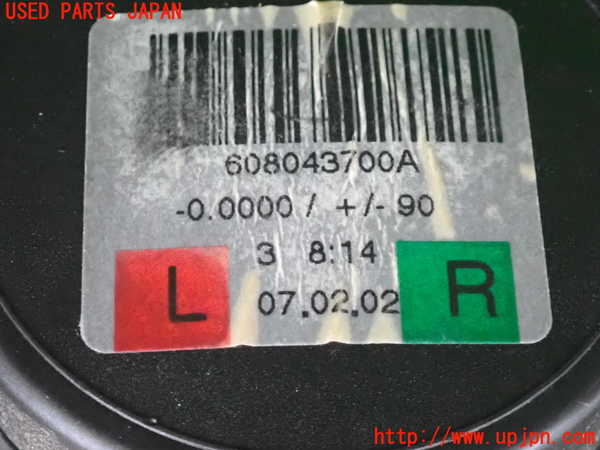 USED PARTS JAPAN
608043700A
-0.0000 / +/- 90
3 8:14
L 07.02.02 R
http://www.upjpn.com